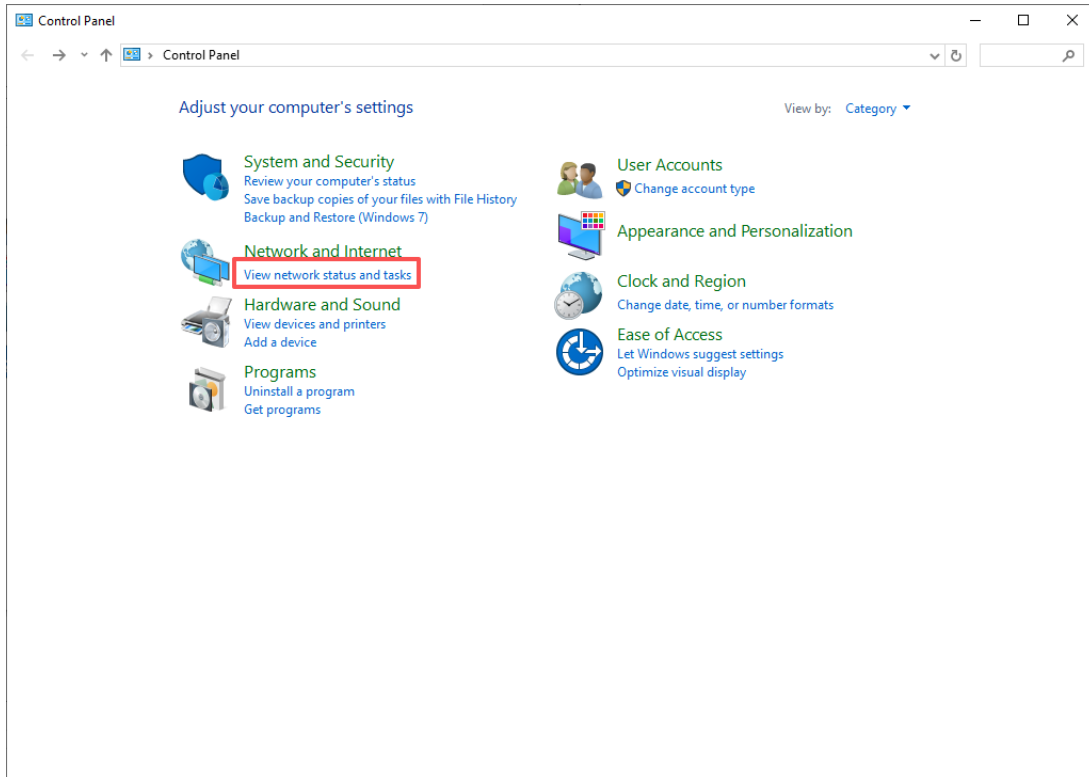 Control Panel
Control Panel
Adjust your computer's settings
View by: Category
System and Security
Review your computer's status
Save backup copies of your files with File History
Backup and Restore (Windows 7)
Network and Internet
View network status and tasks
Hardware and Sound
View devices and printers
Add a device
Programs
Uninstall a program
Get programs
User Accounts
Change account type
Appearance and Personalization
Clock and Region
Change date, time, or number formats
Ease of Access
Let Windows suggest settings
Optimize visual display